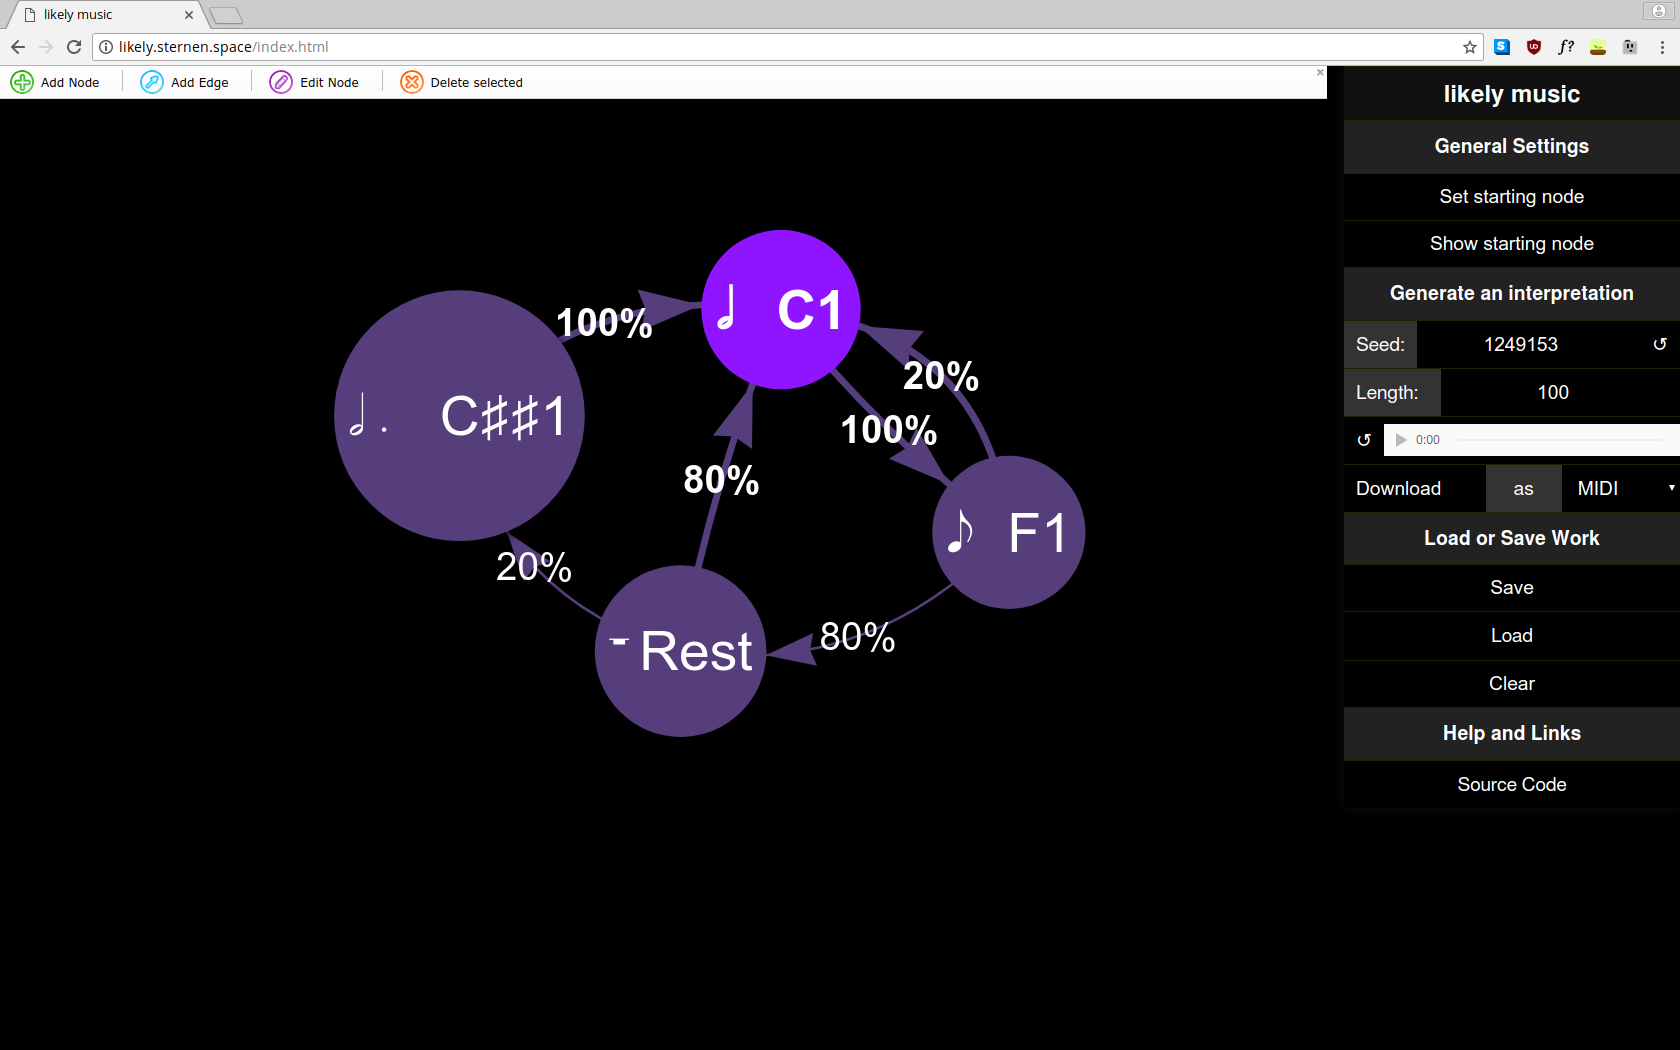 likely music
likely.sternen.space/index.html
Add Node
Add Edge
Edit Node
Delete selected
100%
C1
20%
100%
C♯♯1
80%
F1
20%
Rest
80%
likely music
General Settings
Set starting node
Show starting node
Generate an interpretation
Seed: 1249153
Length: 100
0:00
Download as MIDI
Load or Save Work
Save
Load
Clear
Help and Links
Source Code